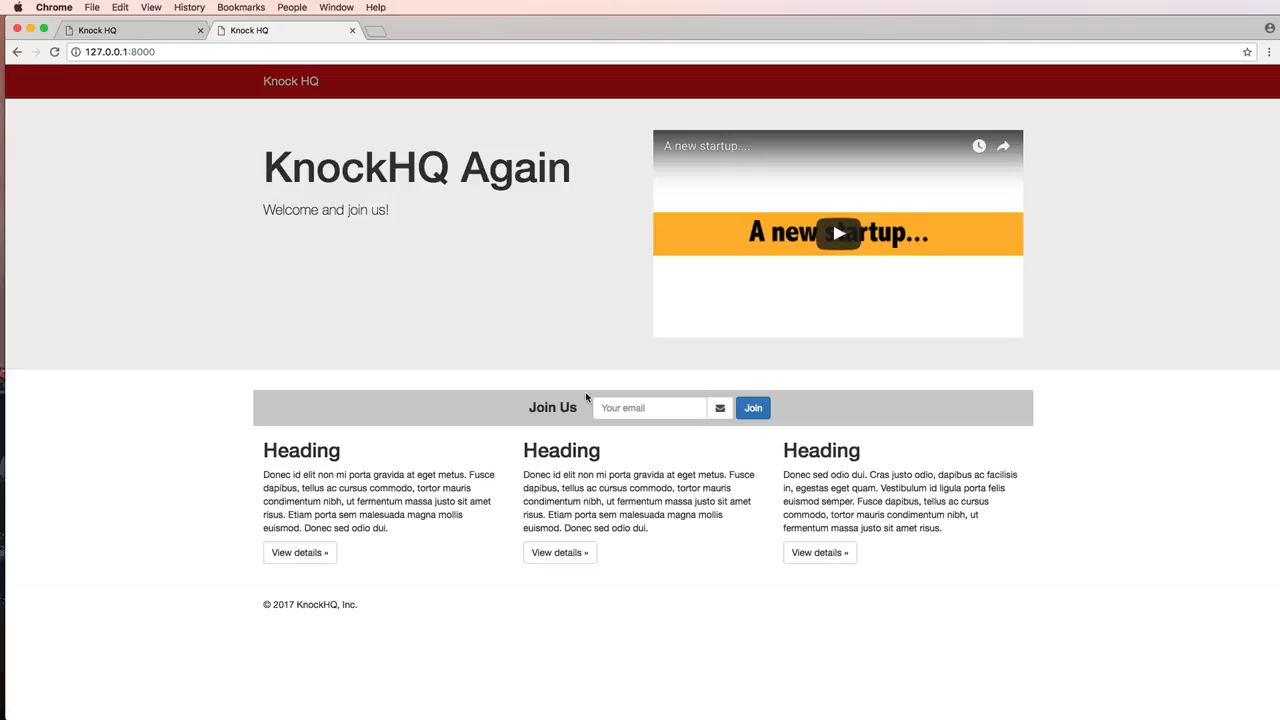 Chrome File Edit View History Bookmarks People Window Help
Knock HQ Knock HQ
127.0.0.1:8000
Knock HQ
KnockHQ Again
Welcome and join us!
A new startup....
A new startup...
Join Us Your email Join
Heading
Donec id elit non mi porta gravida at eget metus. Fusce
dapibus, tellus ac cursus commodo, tortor mauris
condimentum nibh, ut fermentum massa justo sit amet
risus. Etiam porta sem malesuada magna mollis
euismod. Donec sed odio dui.
View details »
Heading
Donec id elit non mi porta gravida at eget metus. Fusce
dapibus, tellus ac cursus commodo, tortor mauris
condimentum nibh, ut fermentum massa justo sit amet
risus. Etiam porta sem malesuada magna mollis
euismod. Donec sed odio dui.
View details »
Heading
Donec sed odio dui. Cras justo odio, dapibus ac facilisis
in, egestas eget quam. Vestibulum id ligula porta felis
euismod semper. Fusce dapibus, tellus ac cursus
commodo, tortor mauris condimentum nibh, ut
fermentum massa justo sit amet risus.
View details »
© 2017 KnockHQ, Inc.